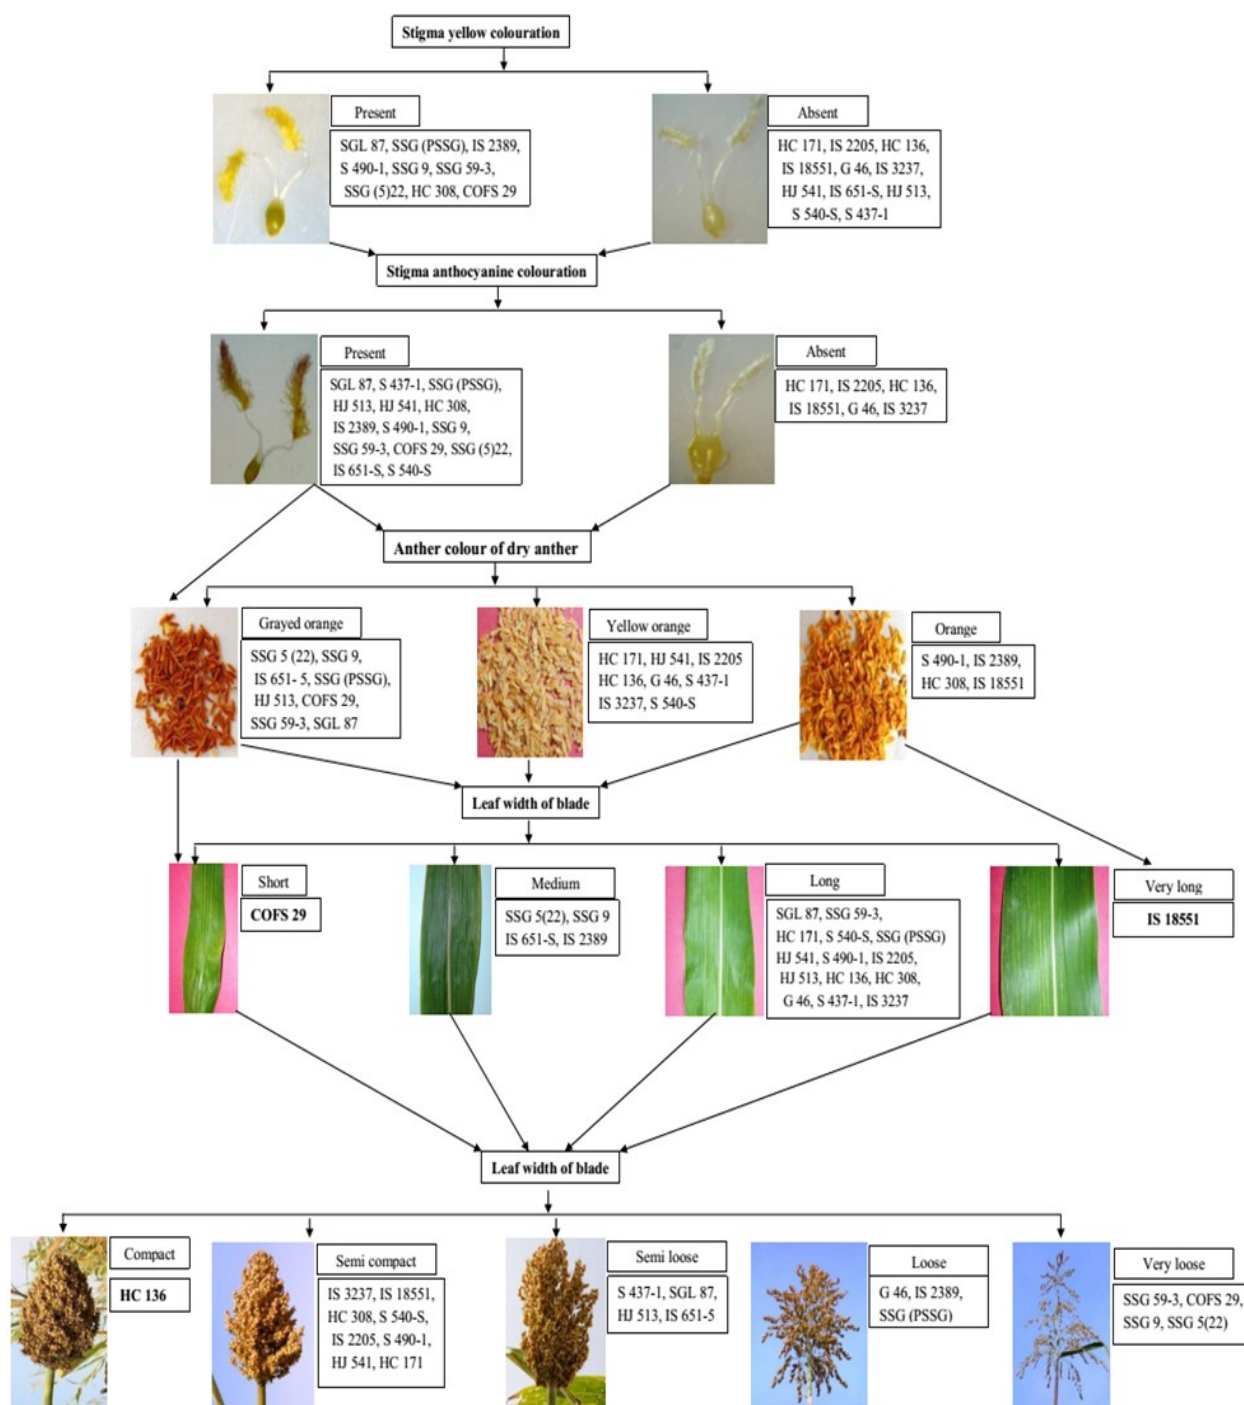 Stigma yellow colouration
Present
SGL 87, SSG (PSSG), IS 2389,
S 490-1, SSG 9, SSG 59-3,
SSG (5)22, HC 308, COFS 29
Absent
HC 171, IS 2205, HC 136,
IS 18551, G 46, IS 3237,
HJ 541, IS 651-S, HJ 513,
S 540-S, S 437-1
Stigma anthocyanine colouration
Present
SGL 87, S 437-1, SSG (PSSG),
HJ 513, HJ 541, HC 308,
IS 2389, S 490-1, SSG 9,
SSG 59-3, COFS 29, SSG (5)22,
IS 651-S, S 540-S
Absent
HC 171, IS 2205, HC 136,
IS 18551, G 46, IS 3237
Anther colour of dry anther
Grayed orange
SSG 5 (22), SSG 9,
IS 651- 5, SSG (PSSG),
HJ 513, COFS 29,
SSG 59-3, SGL 87
Yellow orange
HC 171, HJ 541, IS 2205
HC 136, G 46, S 437-1
IS 3237, S 540-S
Orange
S 490-1, IS 2389,
HC 308, IS 18551
Leaf width of blade
Short
COFS 29
Medium
SSG 5(22), SSG 9
IS 651-S, IS 2389
Long
SGL 87, SSG 59-3,
HC 171, S 540-S, SSG (PSSG)
HJ 541, S 490-1, IS 2205,
HJ 513, HC 136, HC 308,
G 46, S 437-1, IS 3237
Very long
IS 18551
Leaf width of blade
Compact
HC 136
Semi compact
IS 3237, IS 18551,
HC 308, S 540-S,
IS 2205, S 490-1,
HJ 541, HC 171
Semi loose
S 437-1, SGL 87,
HJ 513, IS 651-5
Loose
G 46, IS 2389,
SSG (PSSG)
Very loose
SSG 59-3, COFS 29,
SSG 9, SSG 5(22)